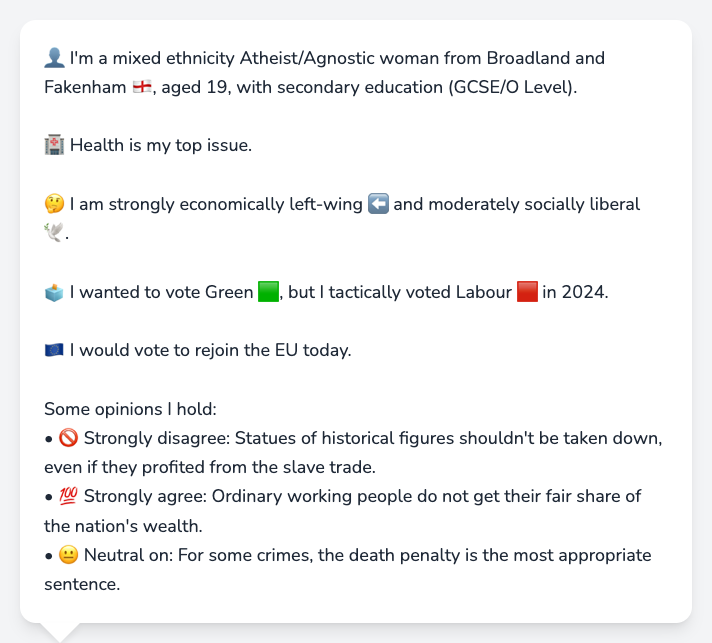 👤 I'm a mixed ethnicity Atheist/Agnostic woman from Broadland and
Fakenham 🏴󠁧󠁢󠁥󠁮󠁧󠁿, aged 19, with secondary education (GCSE/O Level).
🏥 Health is my top issue.
🤔 I am strongly economically left-wing ⬅️ and moderately socially liberal
🕊️.
🗳️ I wanted to vote Green 🟩, but I tactically voted Labour 🟥 in 2024.
🇪🇺 I would vote to rejoin the EU today.
Some opinions I hold:
• 🚫 Strongly disagree: Statues of historical figures shouldn't be taken down,
even if they profited from the slave trade.
• 💯 Strongly agree: Ordinary working people do not get their fair share of
the nation's wealth.
• 😐 Neutral on: For some crimes, the death penalty is the most appropriate
sentence.